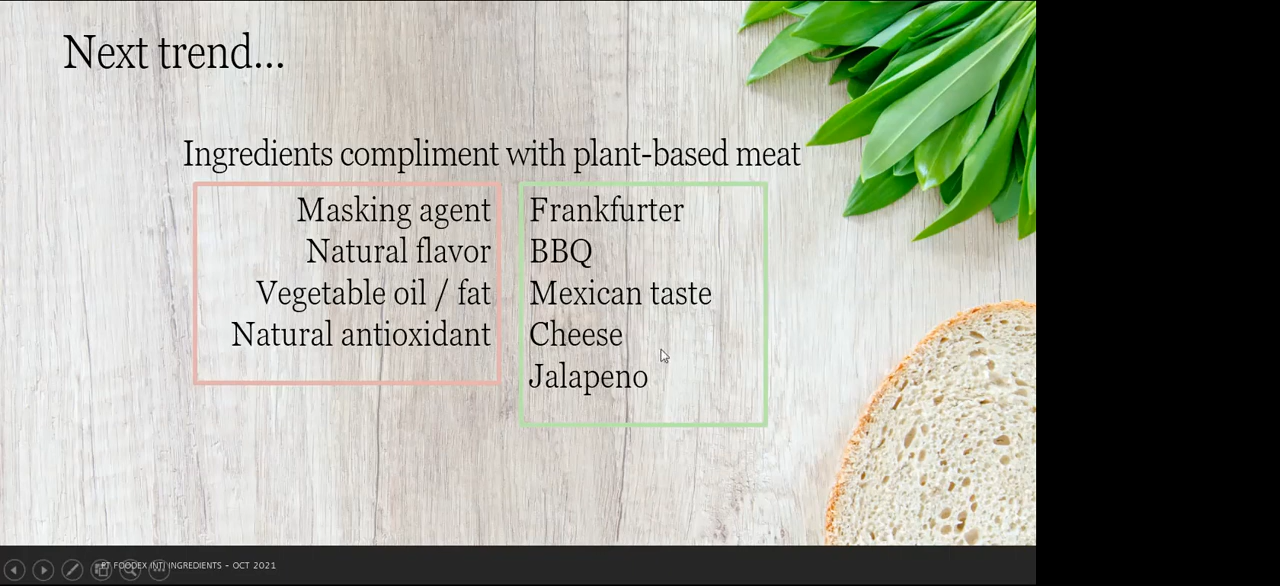 Next trend...
Ingredients compliment with plant-based meat
Masking agent
Natural flavor
Vegetable oil / fat
Natural antioxidant
Frankfurter
BBQ
Mexican taste
Cheese
Jalapeno
PT FOODEX INTI INGREDIENTS - OCT 2021